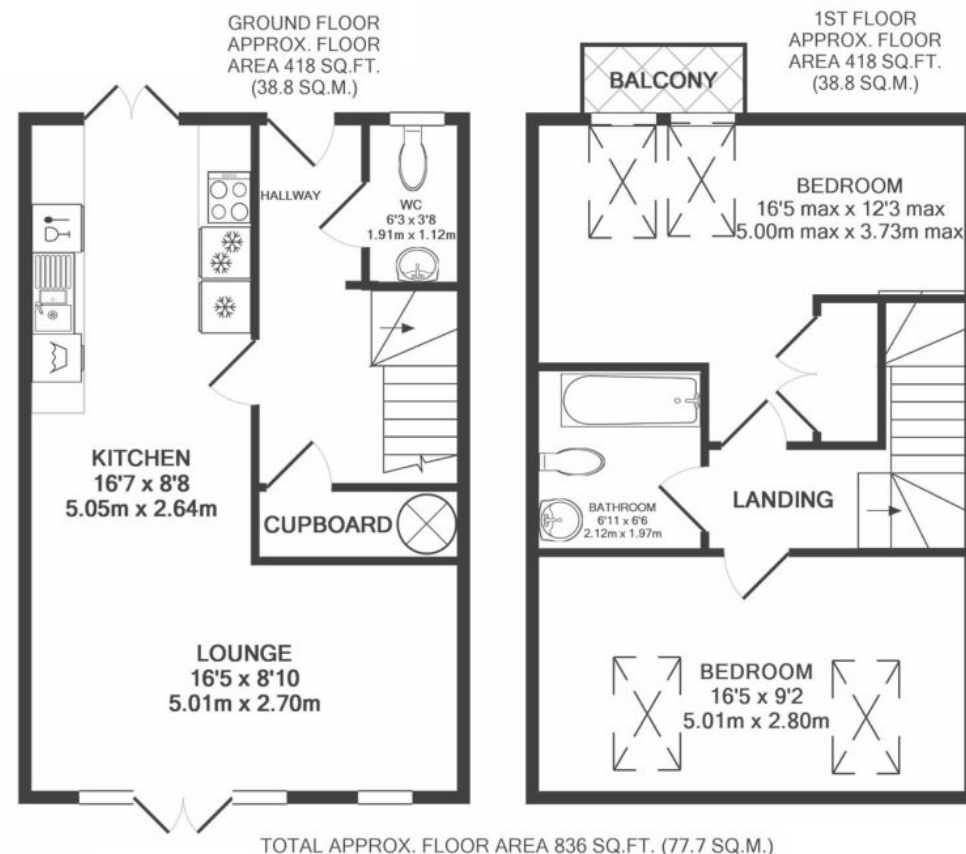 GROUND FLOOR
APPROX. FLOOR
AREA 418 SQ.FT.
(38.8 SQ.M.)
HALLWAY
WC
6'3 x 3'8
1.91m x 1.12m
KITCHEN
16'7 x 8'8
5.05m x 2.64m
CUPBOARD
LOUNGE
16'5 x 8'10
5.01m x 2.70m
1ST FLOOR
APPROX. FLOOR
AREA 418 SQ.FT.
(38.8 SQ.M.)
BALCONY
BEDROOM
16'5 max x 12'3 max
5.00m max x 3.73m max
BATHROOM
6'11 x 6'6
2.12m x 1.97m
LANDING
BEDROOM
16'5 x 9'2
5.01m x 2.80m
TOTAL APPROX. FLOOR AREA 836 SQ.FT. (77.7 SQ.M.)